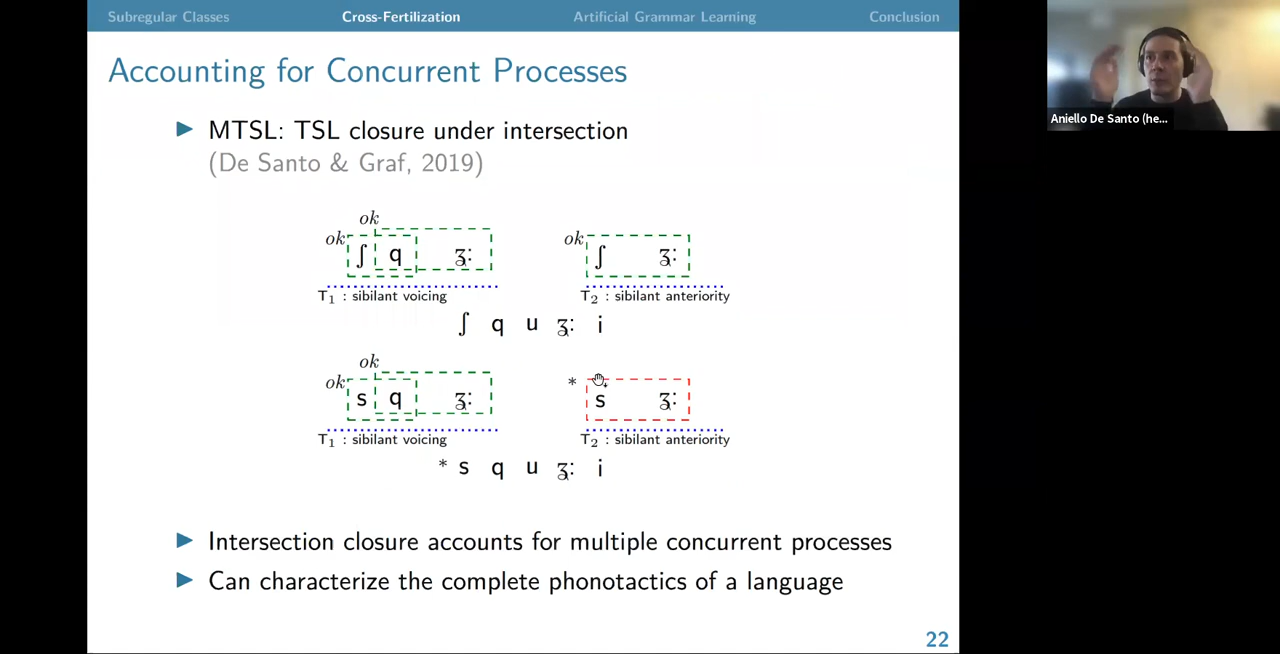 Subregular Classes Cross-Fertilization Artificial Grammar Learning Conclusion
Accounting for Concurrent Processes
Aniello De Santo (he...
MTSL: TSL closure under intersection
(De Santo & Graf, 2019)
ok
ok ʃ q ʒː
T₁ : sibilant voicing
ok ʃ ʒː
T₂ : sibilant anteriority
ʃ q u ʒː i
ok
ok s q ʒː
T₁ : sibilant voicing
* s ʒː
T₂ : sibilant anteriority
* s q u ʒː i
Intersection closure accounts for multiple concurrent processes
Can characterize the complete phonotactics of a language
22